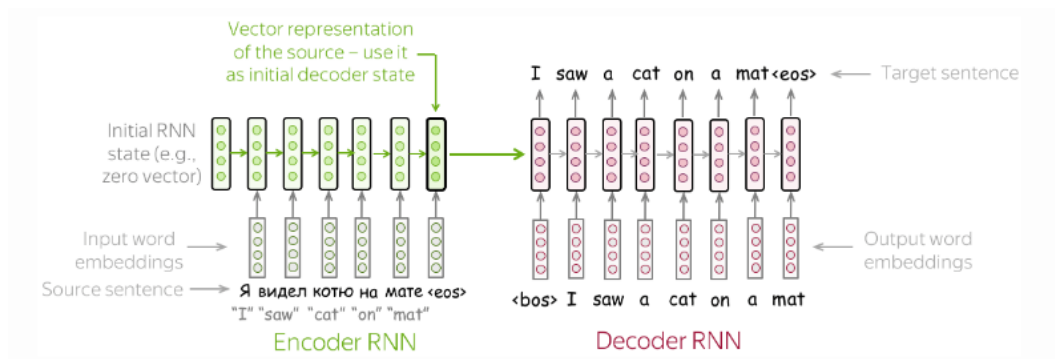 Vector representation
of the source – use it
as initial decoder state
I saw a cat on a mat <eos>
Target sentence
Initial RNN
state (e.g.,
zero vector)
Input word
embeddings
Output word
embeddings
Source sentence
Я видел котю на мате <eos>
"I" "saw" "cat" "on" "mat"
<bos> I saw a cat on a mat
Encoder RNN
Decoder RNN